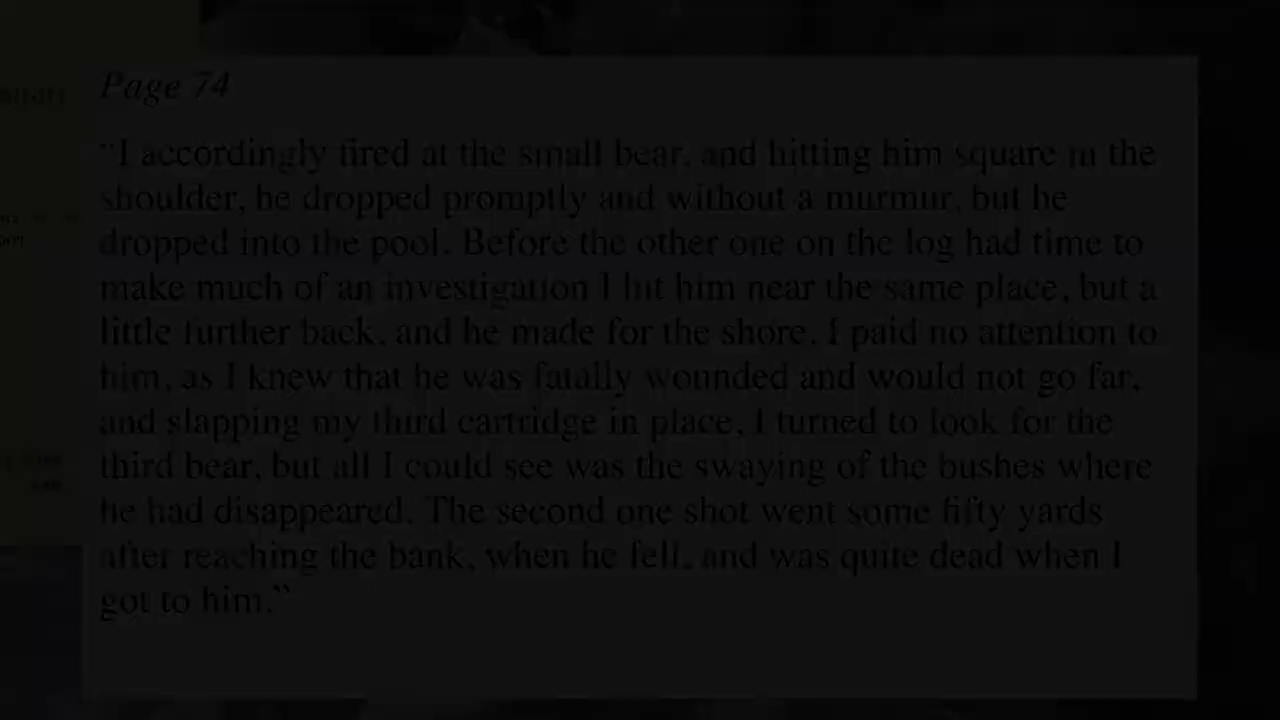 Page 74
“I accordingly fired at the small bear, and hitting him square in the
shoulder, he dropped promptly and without a murmur, but he
dropped into the pool. Before the other one on the log had time to
make much of an investigation I hit him near the same place, but a
little further back, and he made for the shore. I paid no attention to
him, as I knew that he was fatally wounded and would not go far,
and slapping my third cartridge in place, I turned to look for the
third bear, but all I could see was the swaying of the bushes where
he had disappeared. The second one shot went some fifty yards
after reaching the bank, when he fell, and was quite dead when I
got to him.”